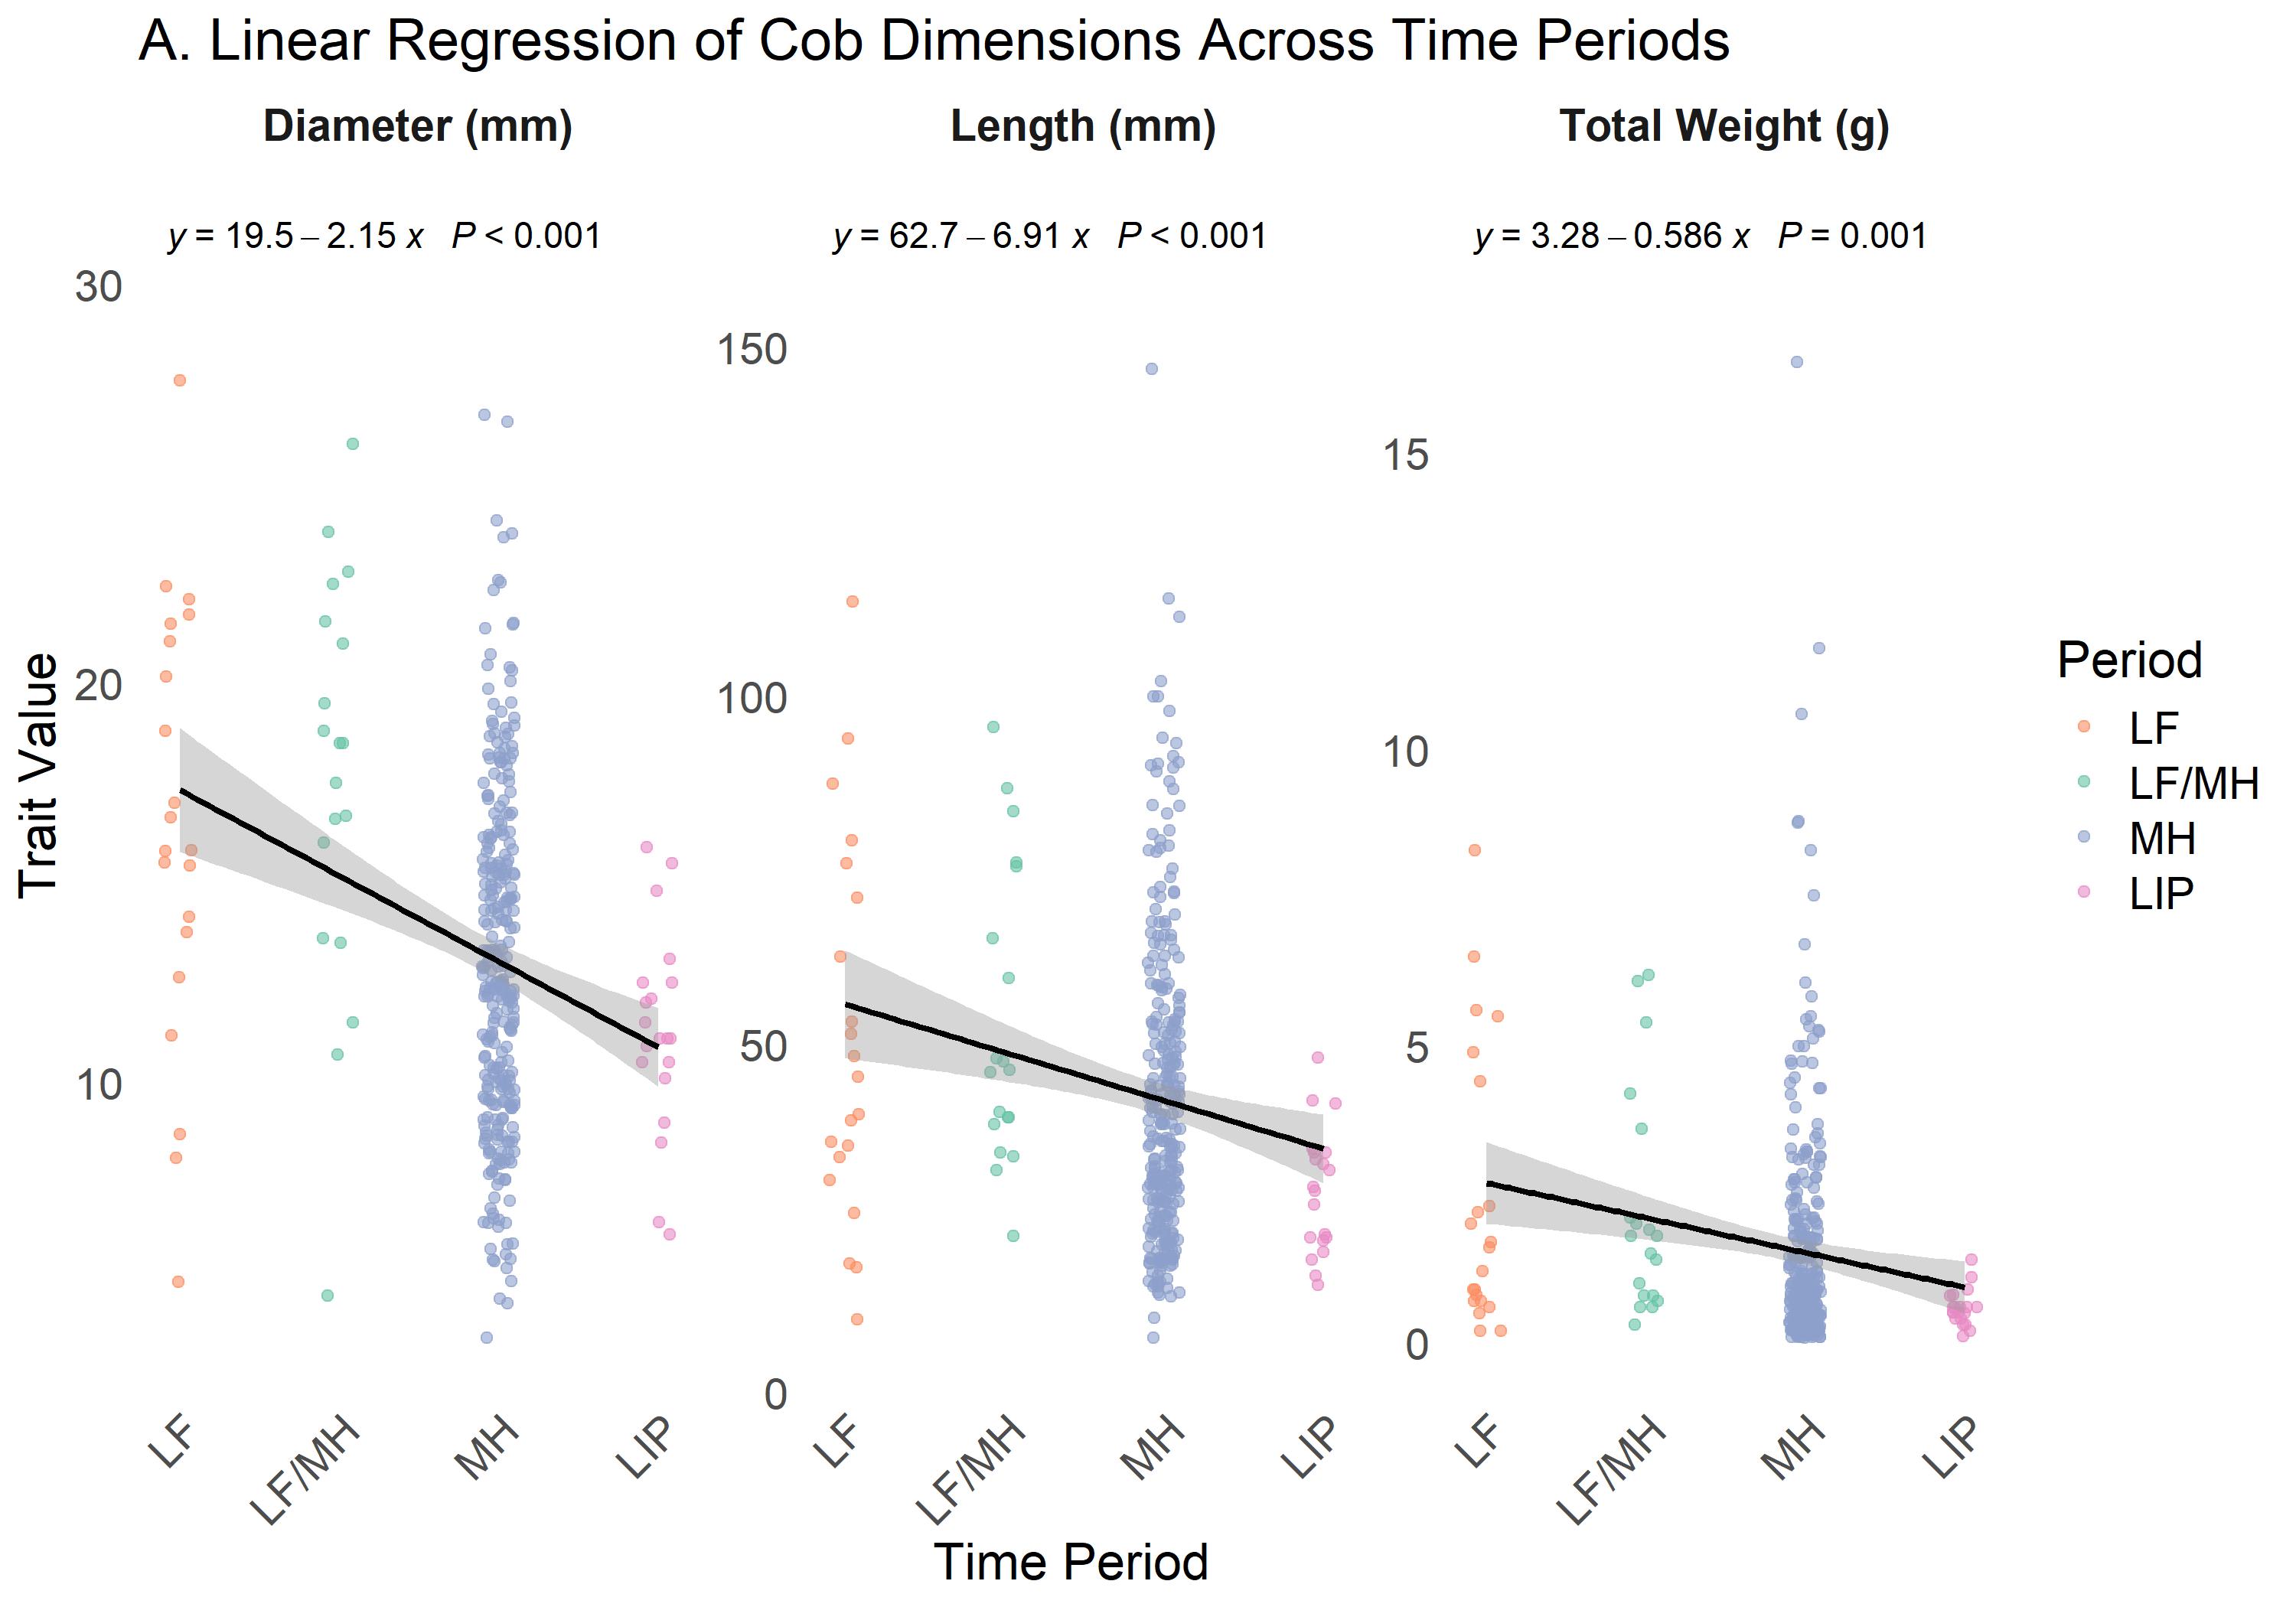 A. Linear Regression of Cob Dimensions Across Time Periods
Diameter (mm)
Length (mm)
Total Weight (g)
y = 19.5 – 2.15 x   P < 0.001
y = 62.7 – 6.91 x   P < 0.001
y = 3.28 – 0.586 x   P = 0.001
Trait Value
30
20
10
150
100
50
0
15
10
5
0
LF
LF/MH
MH
LIP
LF
LF/MH
MH
LIP
LF
LF/MH
MH
LIP
Time Period
Period
LF
LF/MH
MH
LIP